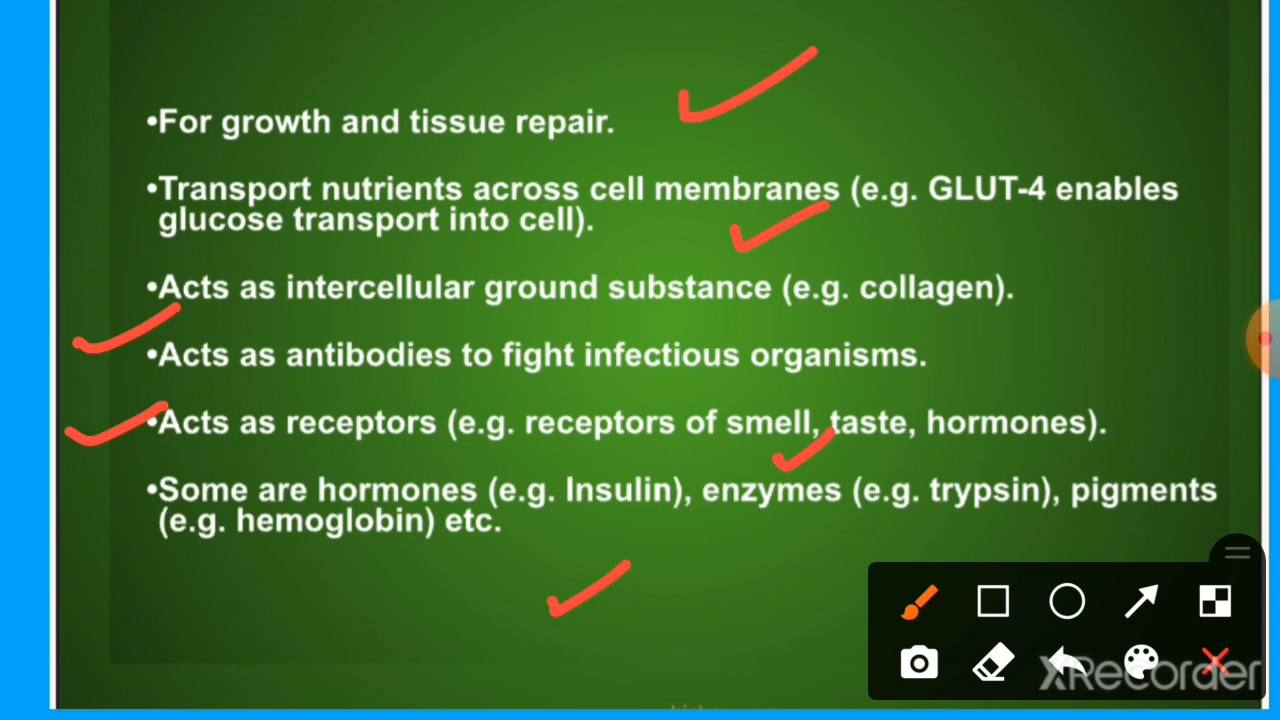 •For growth and tissue repair.
•Transport nutrients across cell membranes (e.g. GLUT-4 enables
glucose transport into cell).
•Acts as intercellular ground substance (e.g. collagen).
•Acts as antibodies to fight infectious organisms.
•Acts as receptors (e.g. receptors of smell, taste, hormones).
•Some are hormones (e.g. Insulin), enzymes (e.g. trypsin), pigments
(e.g. hemoglobin) etc.
XRecorder